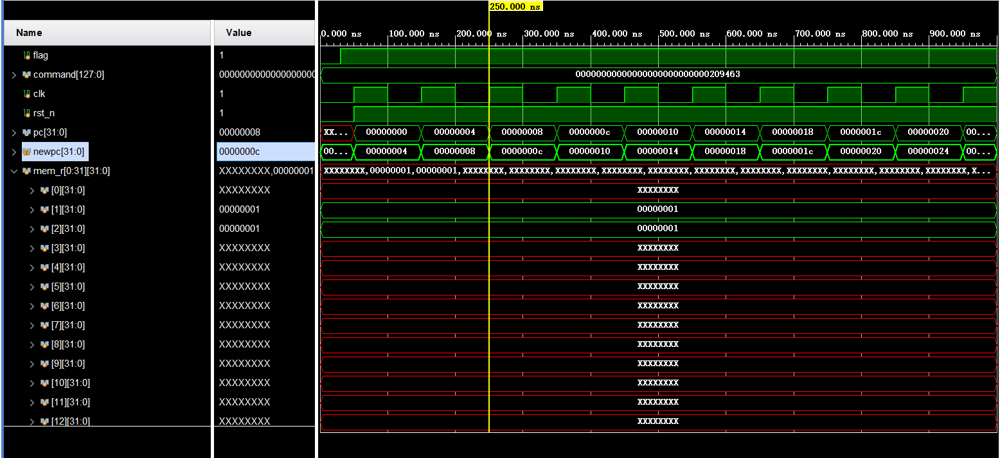 250.000 ns
Name Value 0.000 ns 100.000 ns 200.000 ns 300.000 ns 400.000 ns 500.000 ns 600.000 ns 700.000 ns 800.000 ns 900.000 ns
flag 1
command[127:0] 000000000000000000 00000000000000000000000000209463
clk 1
rst_n 1
pc[31:0] 00000008 XX... 00000000 00000004 00000008 0000000c 00000010 00000014 00000018 0000001c 00000020 00...
newpc[31:0] 0000000c 00... 00000004 00000008 0000000c 00000010 00000014 00000018 0000001c 00000020 00000024 00...
mem_r[0:31][31:0] XXXXXXXX,00000001 XXXXXXXX,00000001,00000001,XXXXXXXX,XXXXXXXX,XXXXXXXX,XXXXXXXX,XXXXXXXX,XXXXXXXX,XXXXXXXX,XXXXXXXX,XXXXXXXX,XXXXXXXX,XXXXXXXX,X...
[0][31:0] XXXXXXXX XXXXXXXX
[1][31:0] 00000001 00000001
[2][31:0] 00000001 00000001
[3][31:0] XXXXXXXX XXXXXXXX
[4][31:0] XXXXXXXX XXXXXXXX
[5][31:0] XXXXXXXX XXXXXXXX
[6][31:0] XXXXXXXX XXXXXXXX
[7][31:0] XXXXXXXX XXXXXXXX
[8][31:0] XXXXXXXX XXXXXXXX
[9][31:0] XXXXXXXX XXXXXXXX
[10][31:0] XXXXXXXX XXXXXXXX
[11][31:0] XXXXXXXX XXXXXXXX
[12][31:0] XXXXXXXX XXXXXXXX